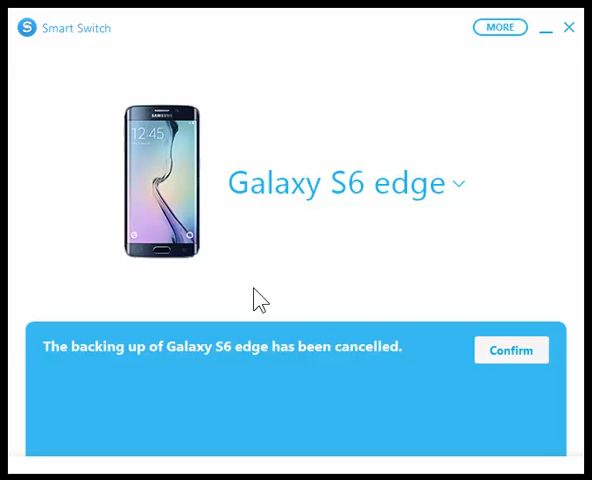 Smart Switch
MORE
SAMSUNG
12:45
Galaxy S6 edge
The backing up of Galaxy S6 edge has been cancelled.
Confirm